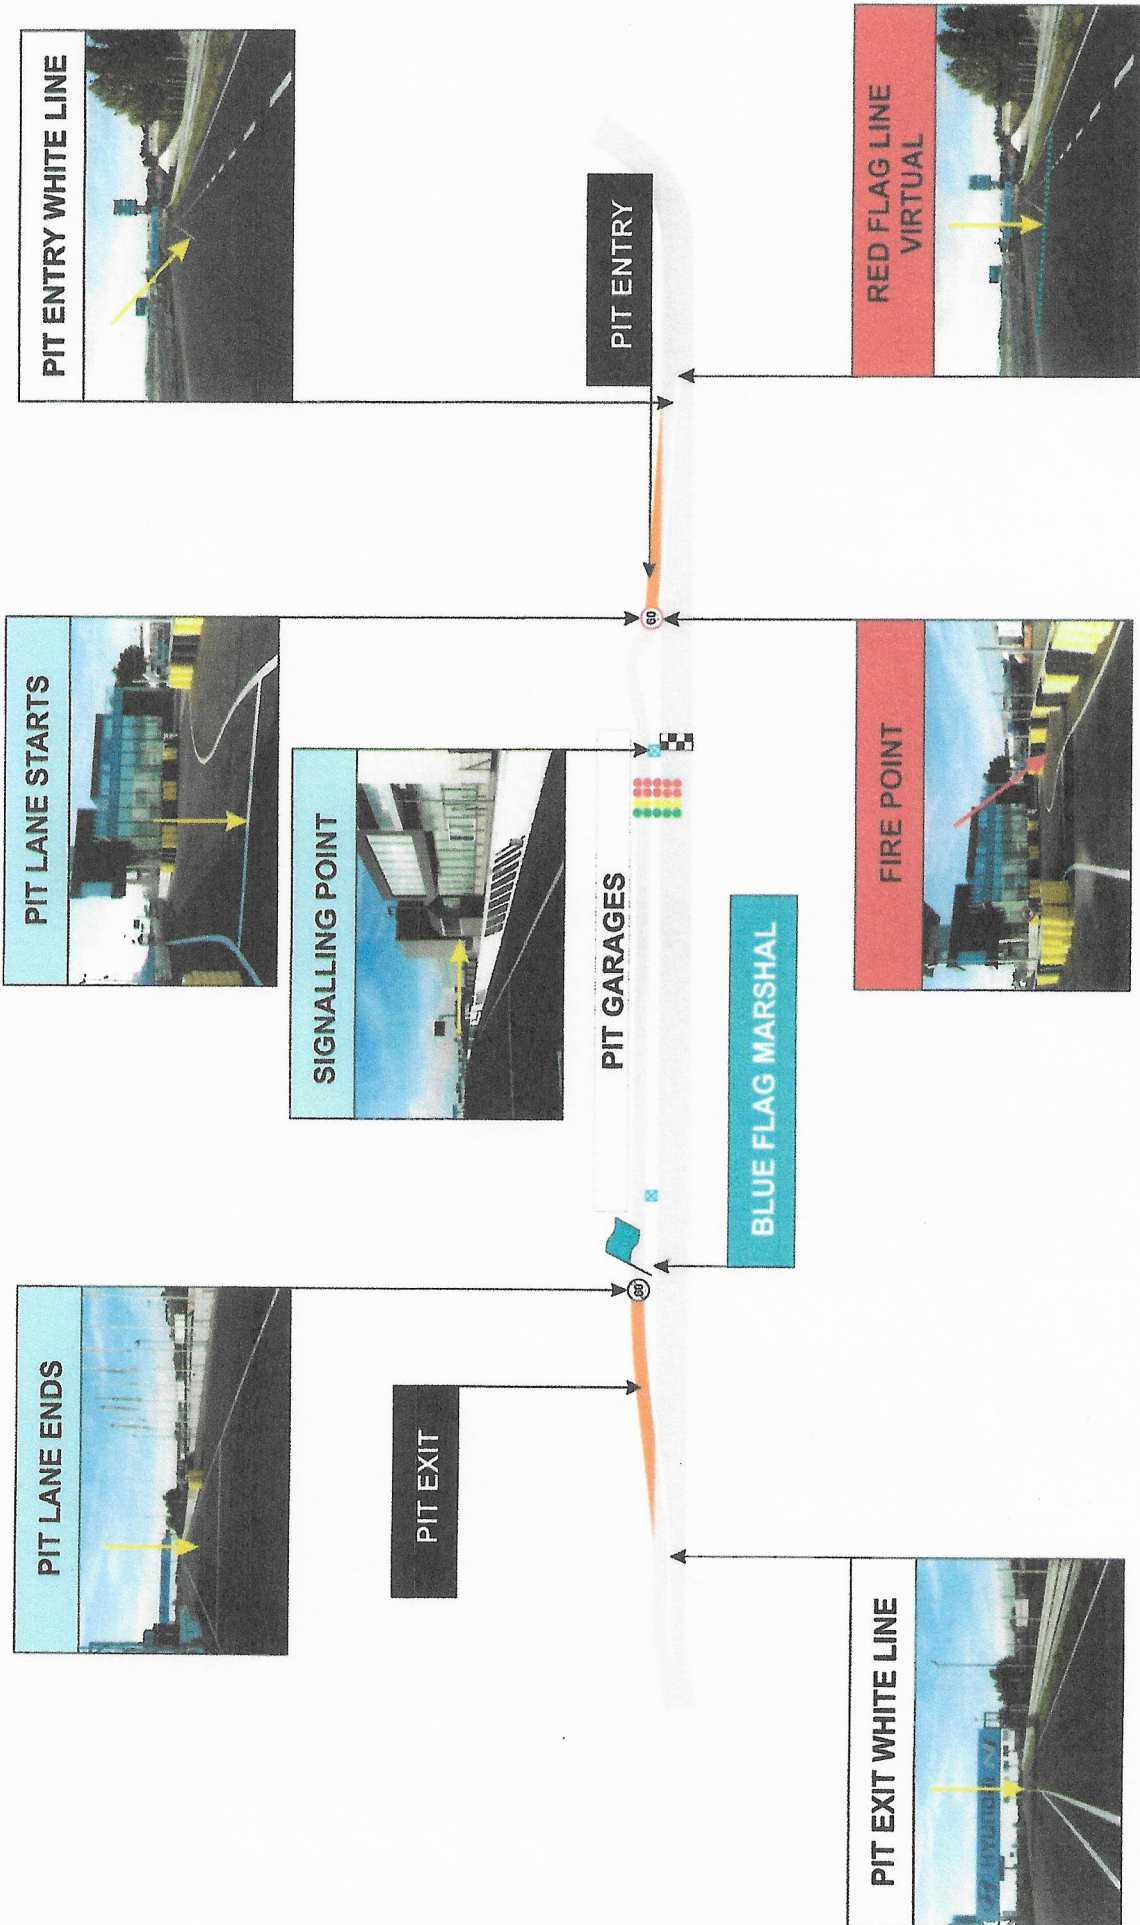 PIT LANE ENDS
PIT LANE STARTS
PIT ENTRY WHITE LINE
SIGNALLING POINT
PIT EXIT
PIT GARAGES
PIT ENTRY
60
60
BLUE FLAG MARSHAL
PIT EXIT WHITE LINE
HYUNDAI N
FIRE POINT
RED FLAG LINE
VIRTUAL